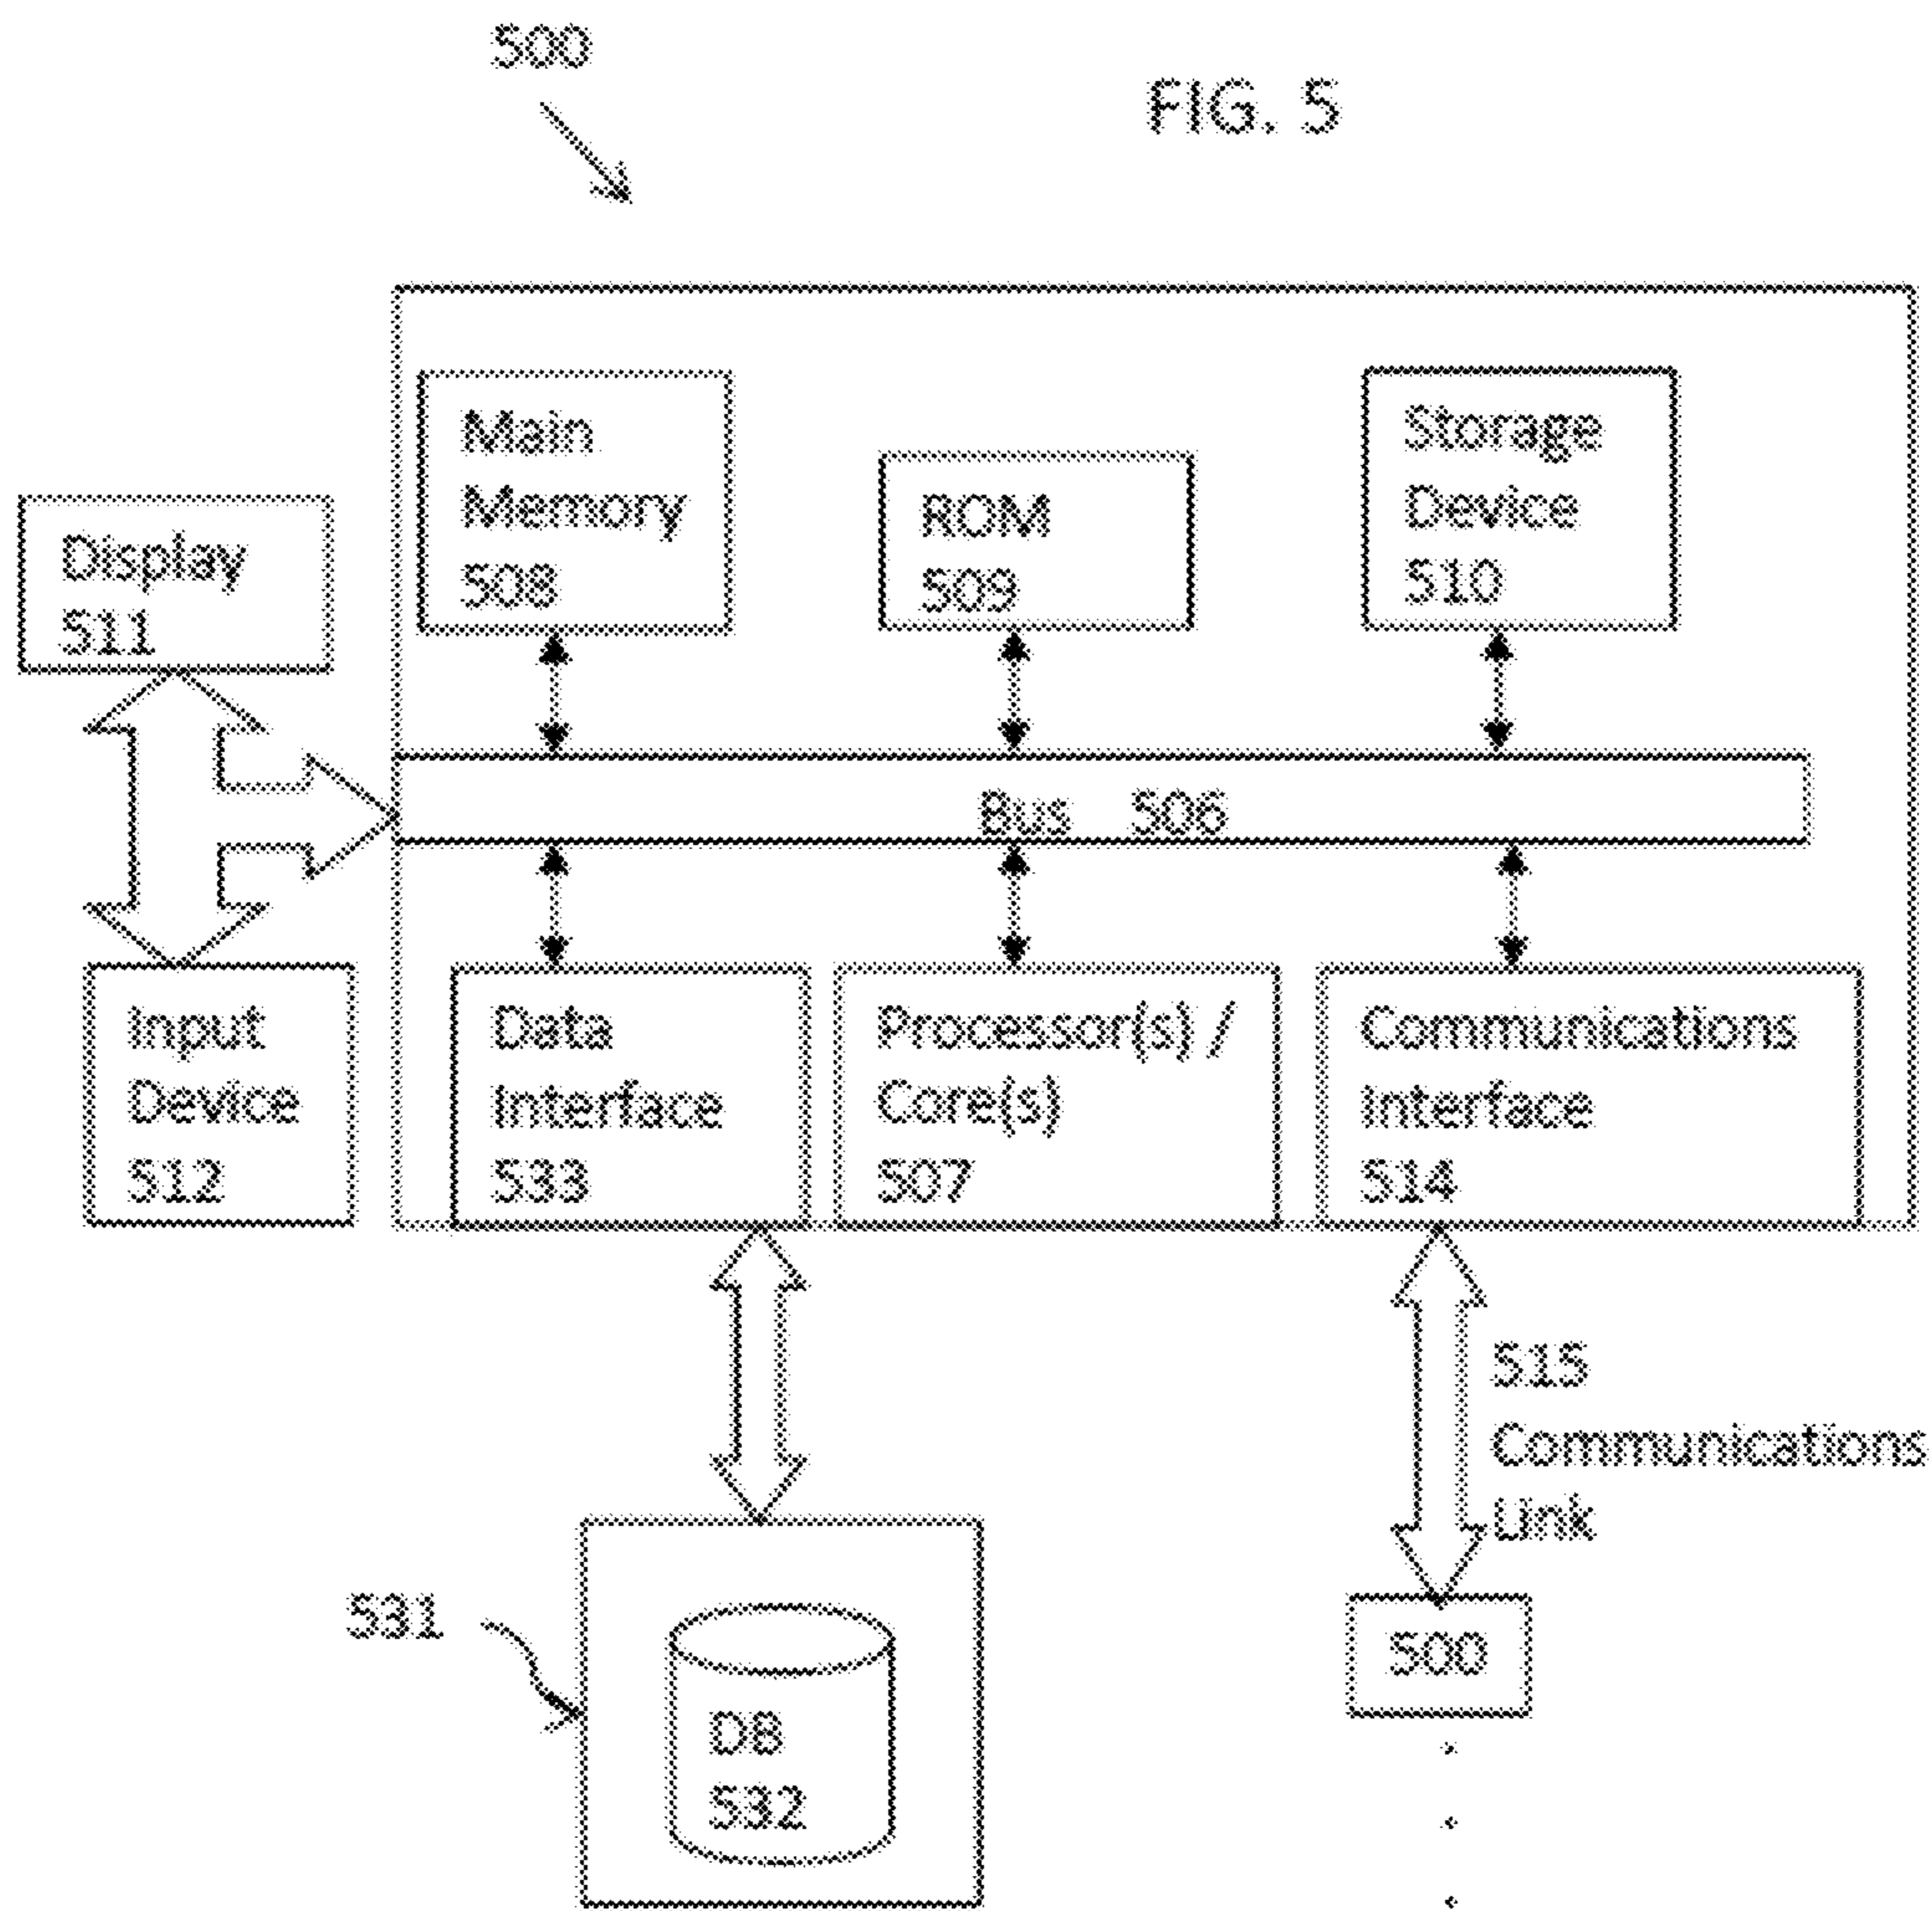 500
FIG. 5
Main
Memory
508
ROM
509
Storage
Device
510
Display
511
Bus 506
Input
Device
512
Data
Interface
533
Processor(s) /
Core(s)
507
Communications
Interface
514
515
Communications
Link
531
DB
532
500